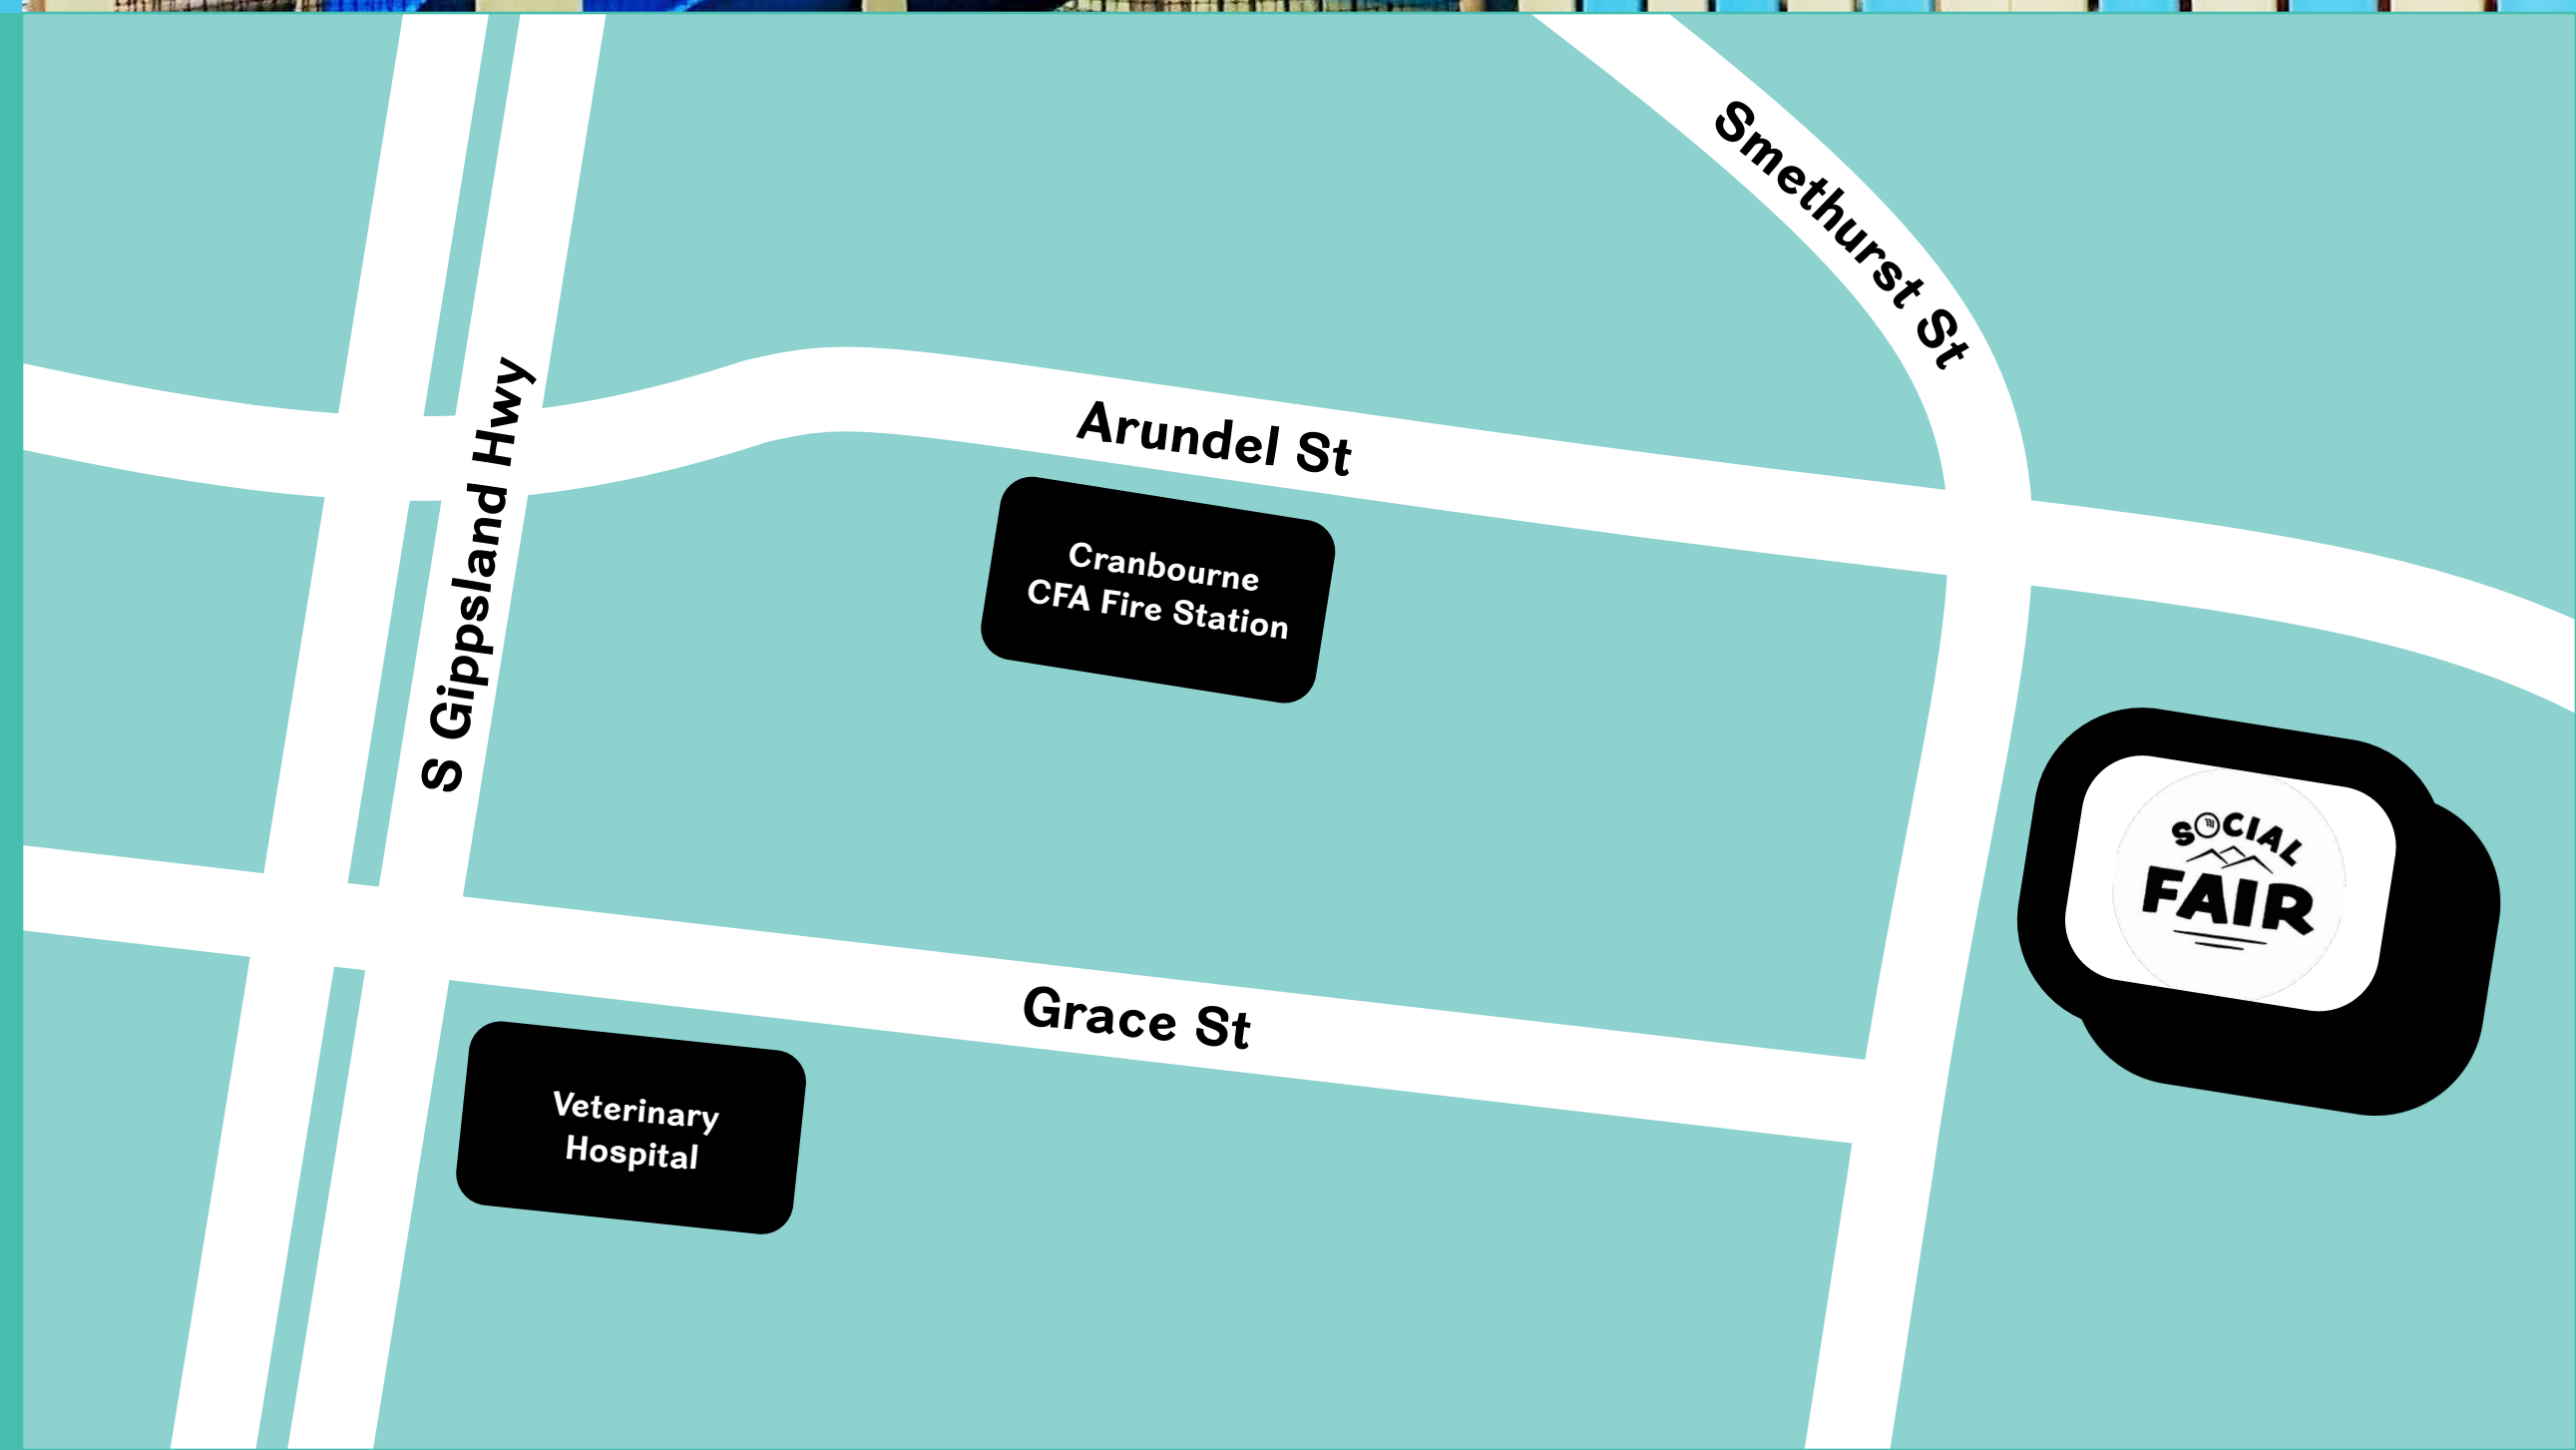 Smethurst St
S Gippsland Hwy
Arundel St
Cranbourne
CFA Fire Station
SOCIAL
FAIR
Grace St
Veterinary
Hospital